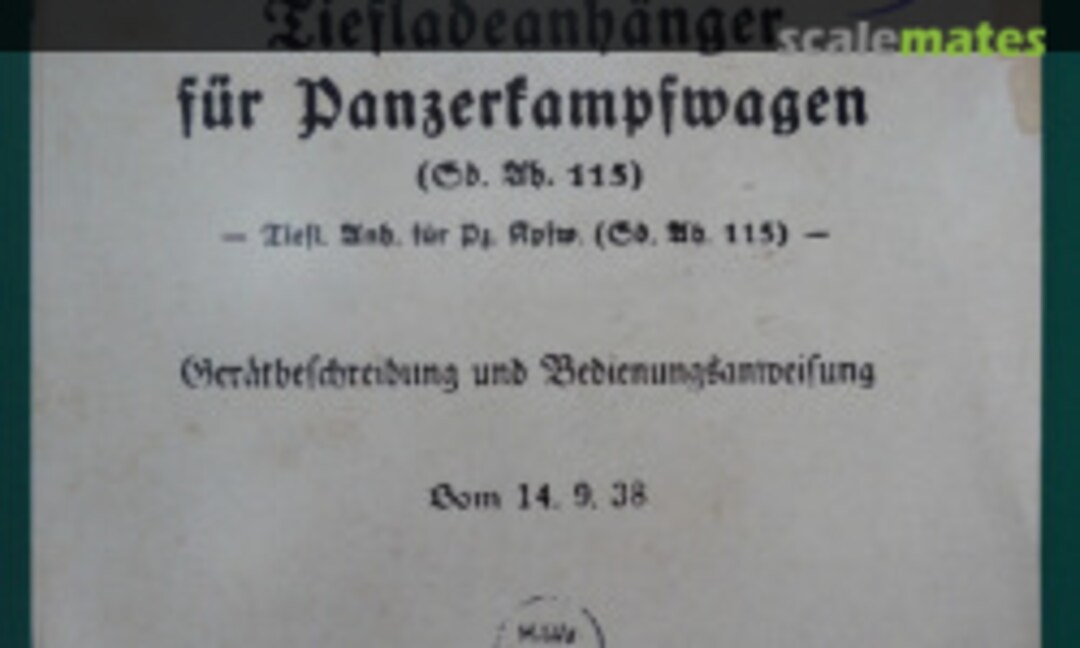 Tiefladeanhänger
scalemates
für Panzerkampfwagen
(Sd. Ah. 115)
— Tiefl. Anh. für Pz. Kpfw. (Sd. Ah. 115) —
Gerätbeschreibung und Bedienungsanweisung
Vom 14. 9. 38